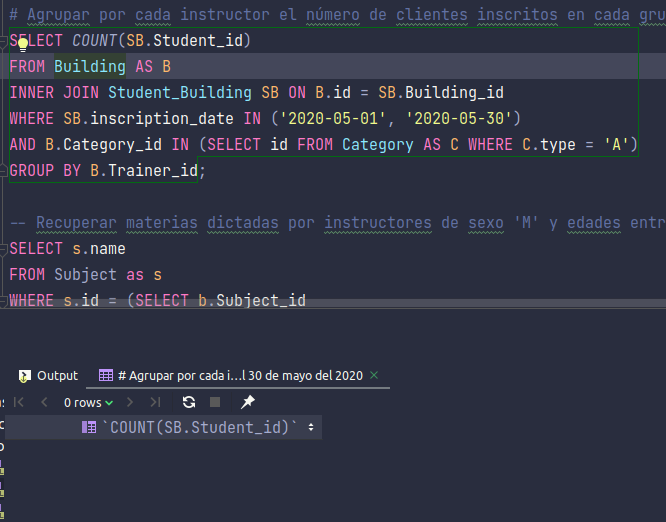 # Agrupar por cada instructor el número de clientes inscritos en cada gru
SELECT COUNT(SB.Student_id)
FROM Building AS B
INNER JOIN Student_Building SB ON B.id = SB.Building_id
WHERE SB.inscription_date IN ('2020-05-01', '2020-05-30')
AND B.Category_id IN (SELECT id FROM Category AS C WHERE C.type = 'A')
GROUP BY B.Trainer_id;
-- Recuperar materias dictadas por instructores de sexo 'M' y edades entr
SELECT s.name
FROM Subject as s
WHERE s.id = (SELECT b.Subject_id
Output
# Agrupar por cada i...l 30 de mayo del 2020
0 rows
`COUNT(SB.Student_id)`